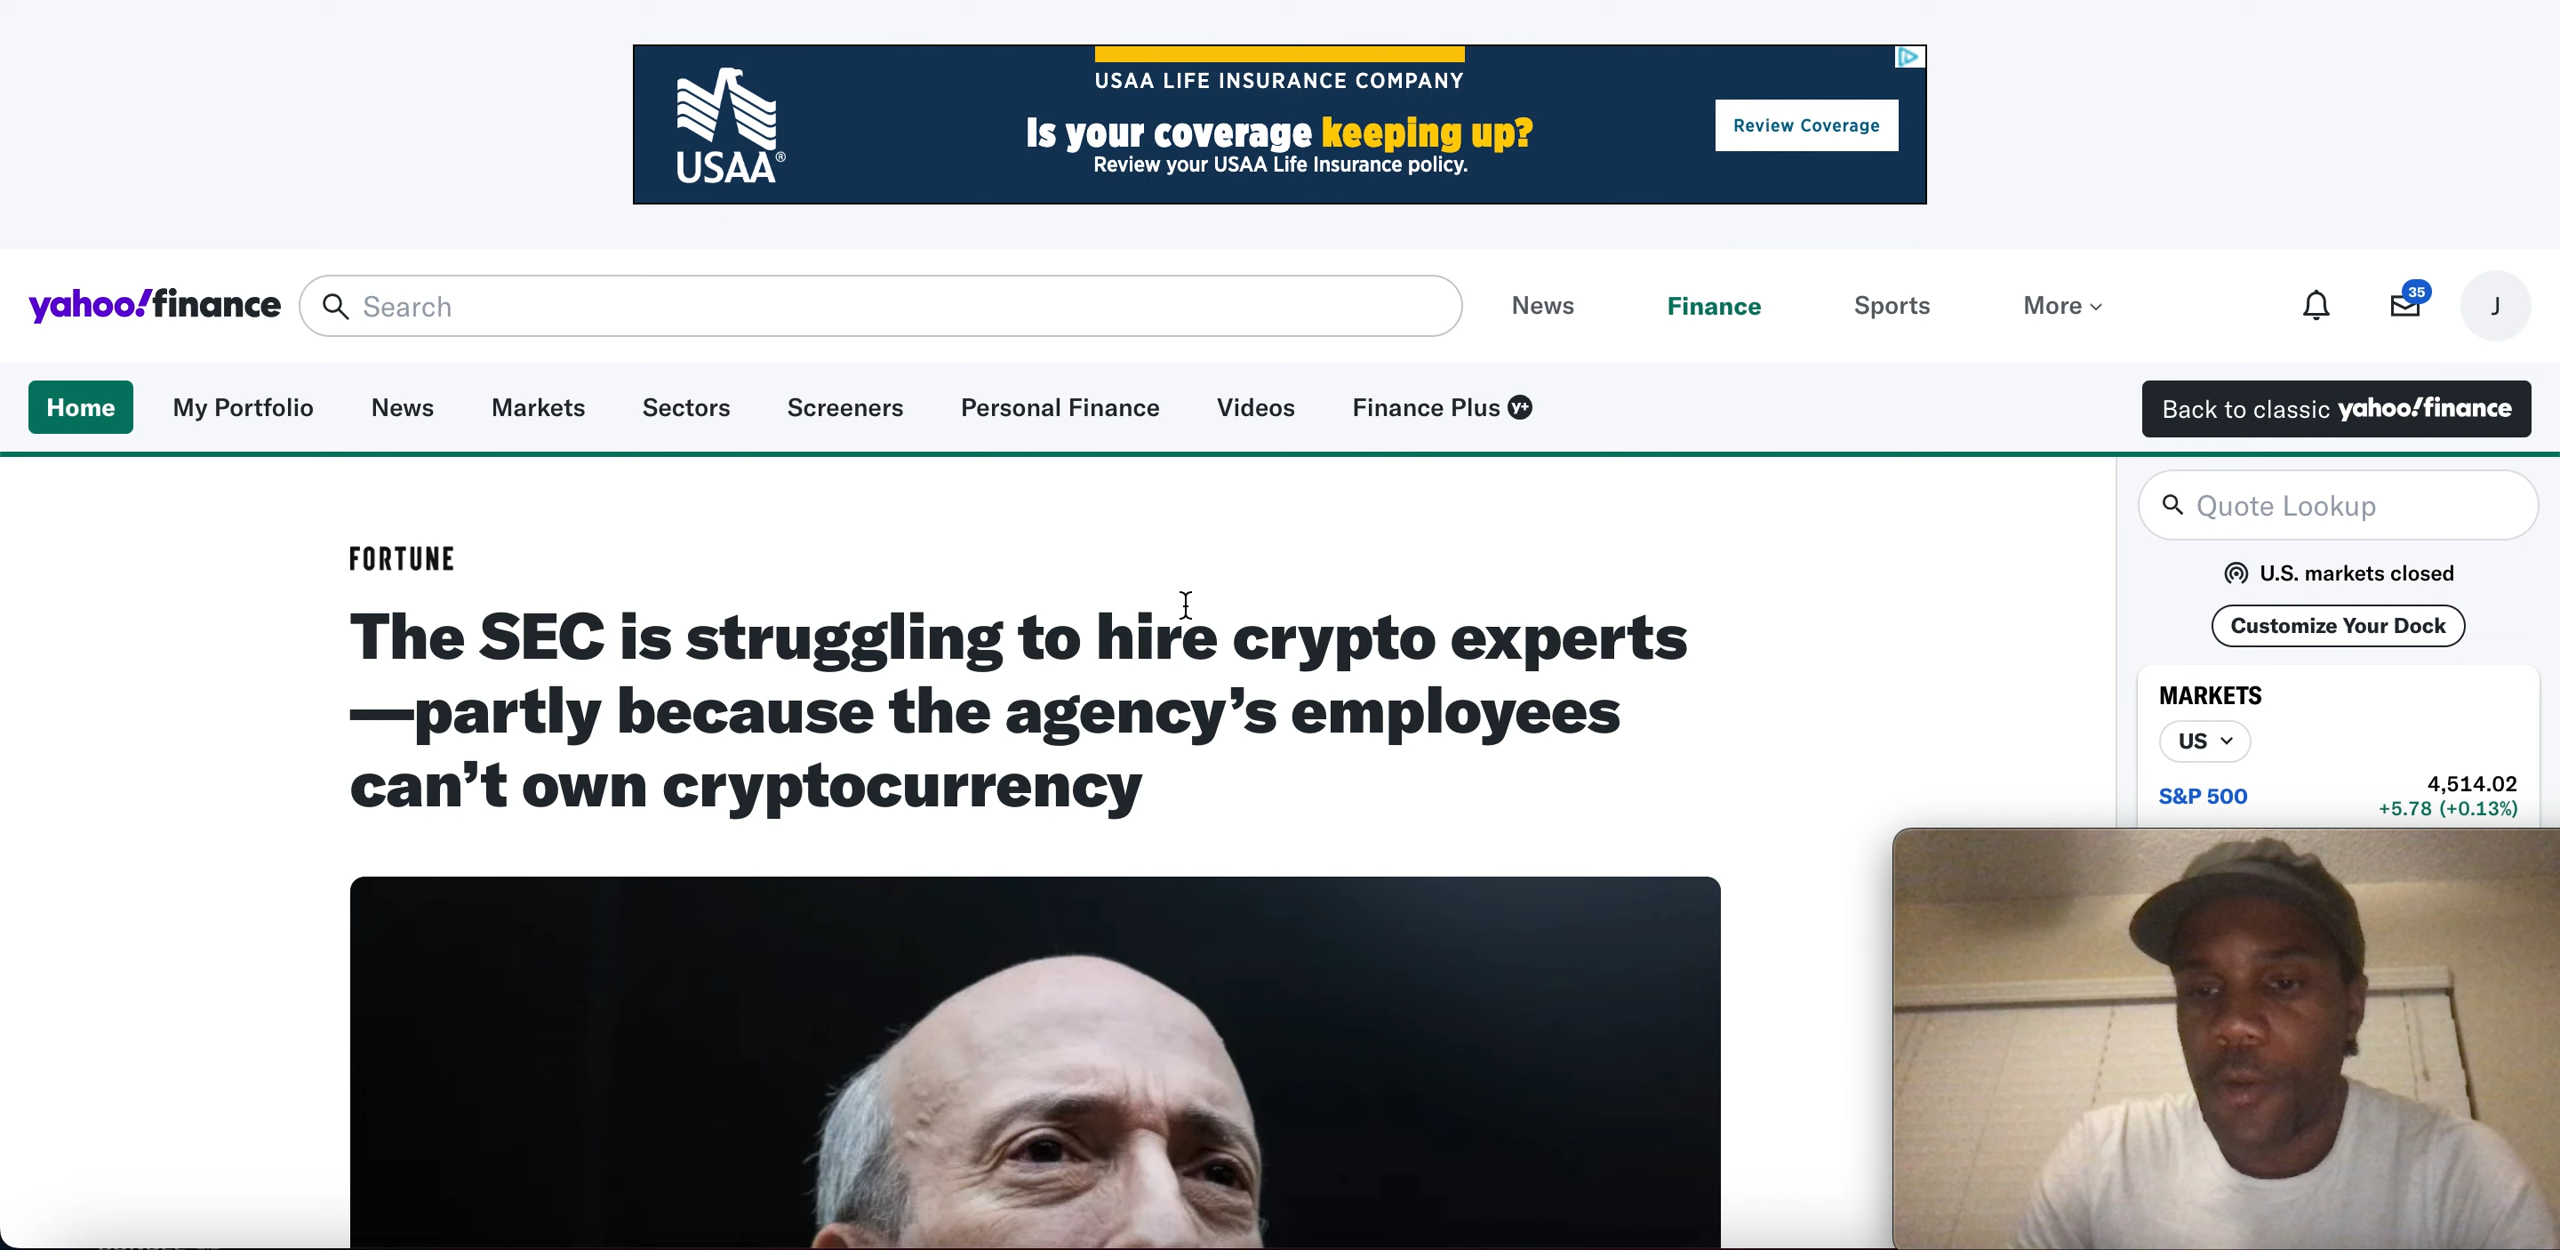 USAA LIFE INSURANCE COMPANY
Is your coverage keeping up?
Review your USAA Life Insurance policy.
USAA®
Review Coverage
yahoo!finance
Search
News
Finance
Sports
More
35
J
Home
My Portfolio
News
Markets
Sectors
Screeners
Personal Finance
Videos
Finance Plus y+
Back to classic yahoo!finance
FORTUNE
The SEC is struggling to hire crypto experts
—partly because the agency’s employees
can’t own cryptocurrency
Quote Lookup
U.S. markets closed
Customize Your Dock
MARKETS
US
S&P 500
4,514.02
+5.78 (+0.13%)